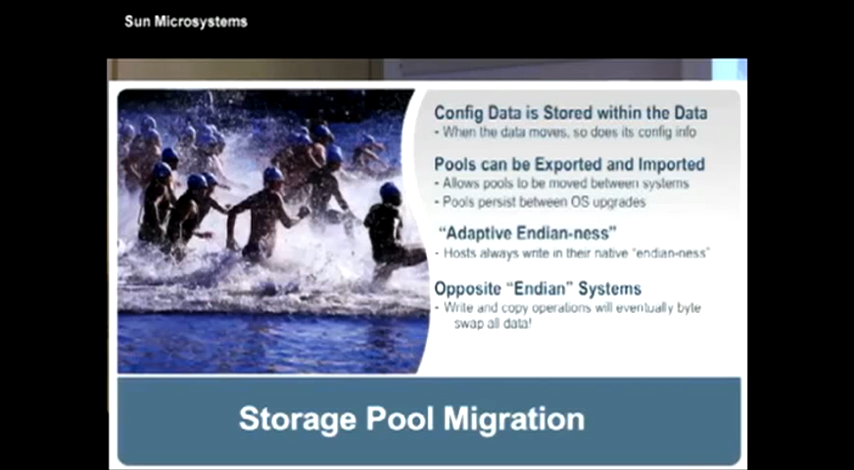 Sun Microsystems
Config Data is Stored within the Data
- When the data moves, so does its config info
Pools can be Exported and Imported
- Allows pools to be moved between systems
- Pools persist between OS upgrades
“Adaptive Endian-ness”
- Hosts always write in their native “endian-ness”
Opposite “Endian” Systems
- Write and copy operations will eventually byte
swap all data!
Storage Pool Migration